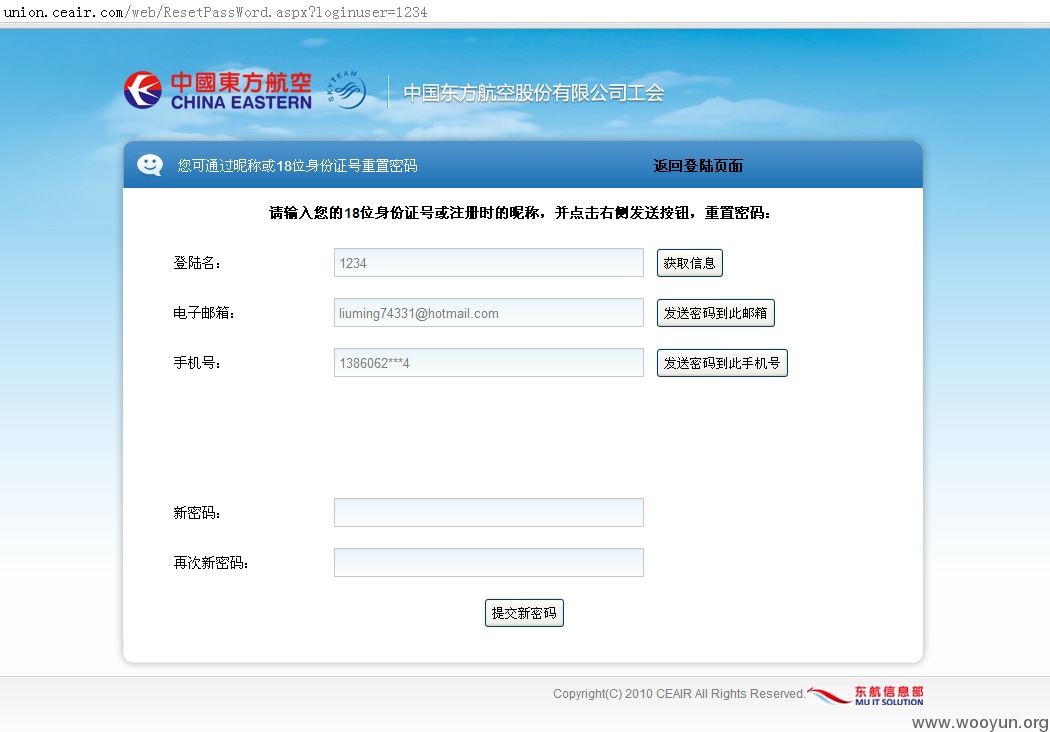 union.ceair.com/web/ResetPassWord.aspx?loginuser=1234
中國東方航空
CHINA EASTERN
SKYTEAM
中国东方航空股份有限公司工会
您可通过昵称或18位身份证号重置密码
返回登陆页面
请输入您的18位身份证号或注册时的昵称，并点击右侧发送按钮，重置密码：
登陆名： 1234 获取信息
电子邮箱： liuming74331@hotmail.com 发送密码到此邮箱
手机号： 1386062***4 发送密码到此手机号
新密码：
再次新密码：
提交新密码
Copyright(C) 2010 CEAIR All Rights Reserved.
东航信息部
MU IT SOLUTION
www.wooyun.org